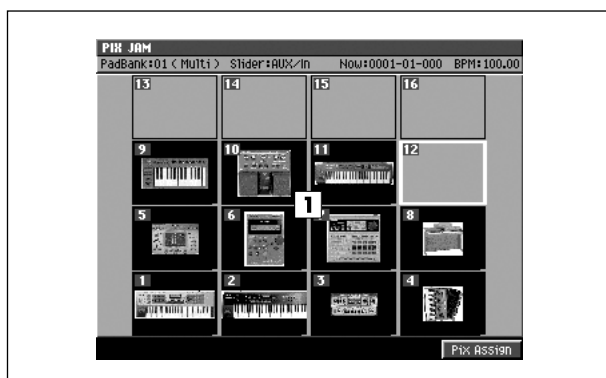 PIX JAM
PadBank:01 ( Multi ) Slider:AUX/In Now:0001-01-000 BPM:100.00
13 14 15 16
9 10 11 12
1
5 6 7 8
1 2 3 4
Pix Assign